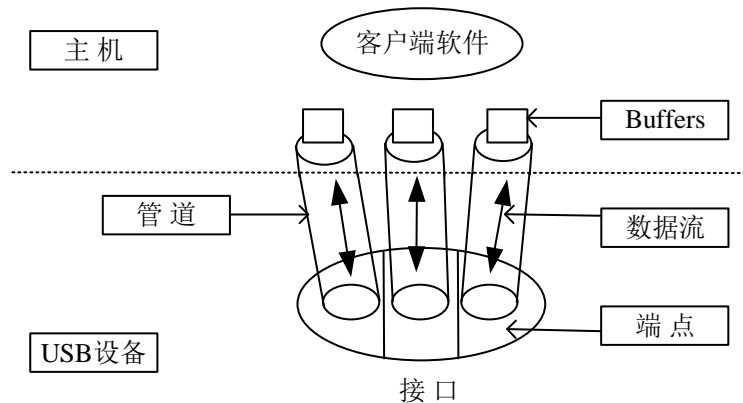 主机
客户端软件
Buffers
管道
数据流
端点
USB设备
接口